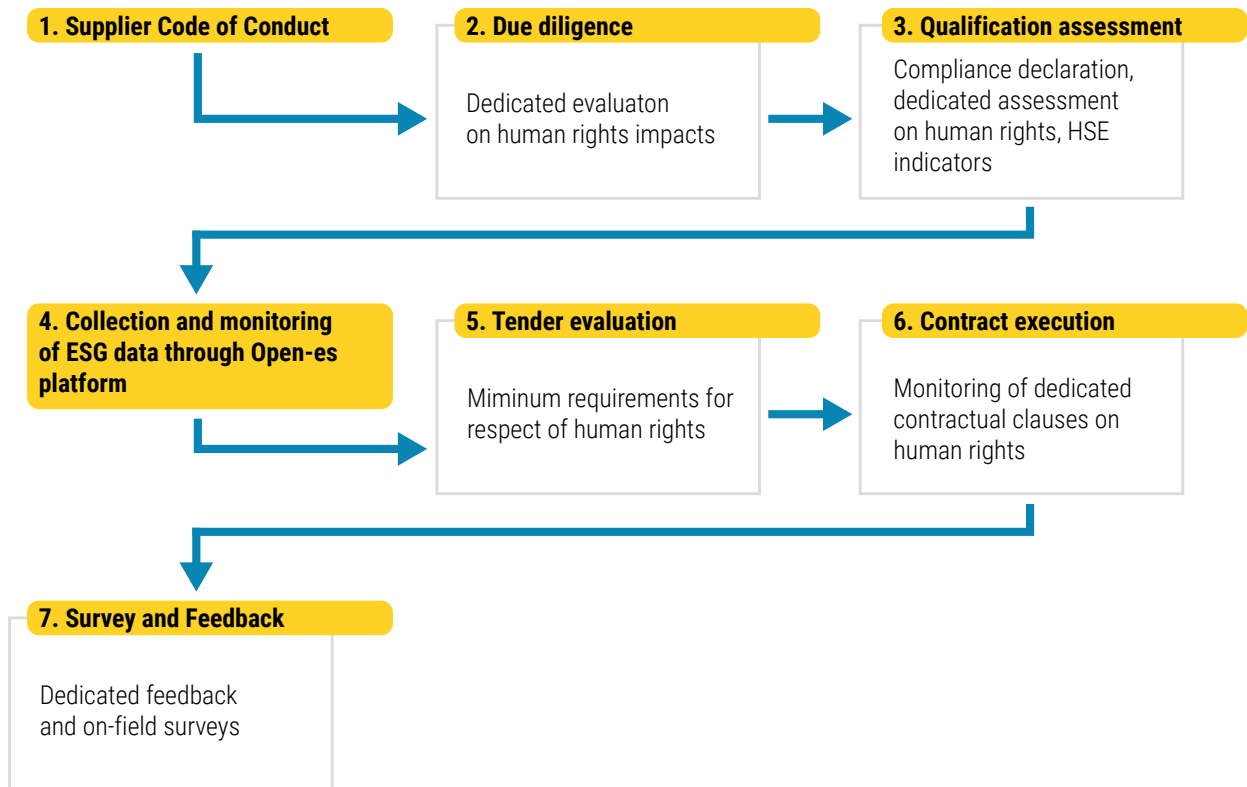 1. Supplier Code of Conduct
2. Due diligence
Dedicated evaluaton
on human rights impacts
3. Qualification assessment
Compliance declaration,
dedicated assessment
on human rights, HSE
indicators
4. Collection and monitoring
of ESG data through Open-es
platform
5. Tender evaluation
Miminum requirements for
respect of human rights
6. Contract execution
Monitoring of dedicated
contractual clauses on
human rights
7. Survey and Feedback
Dedicated feedback
and on-field surveys